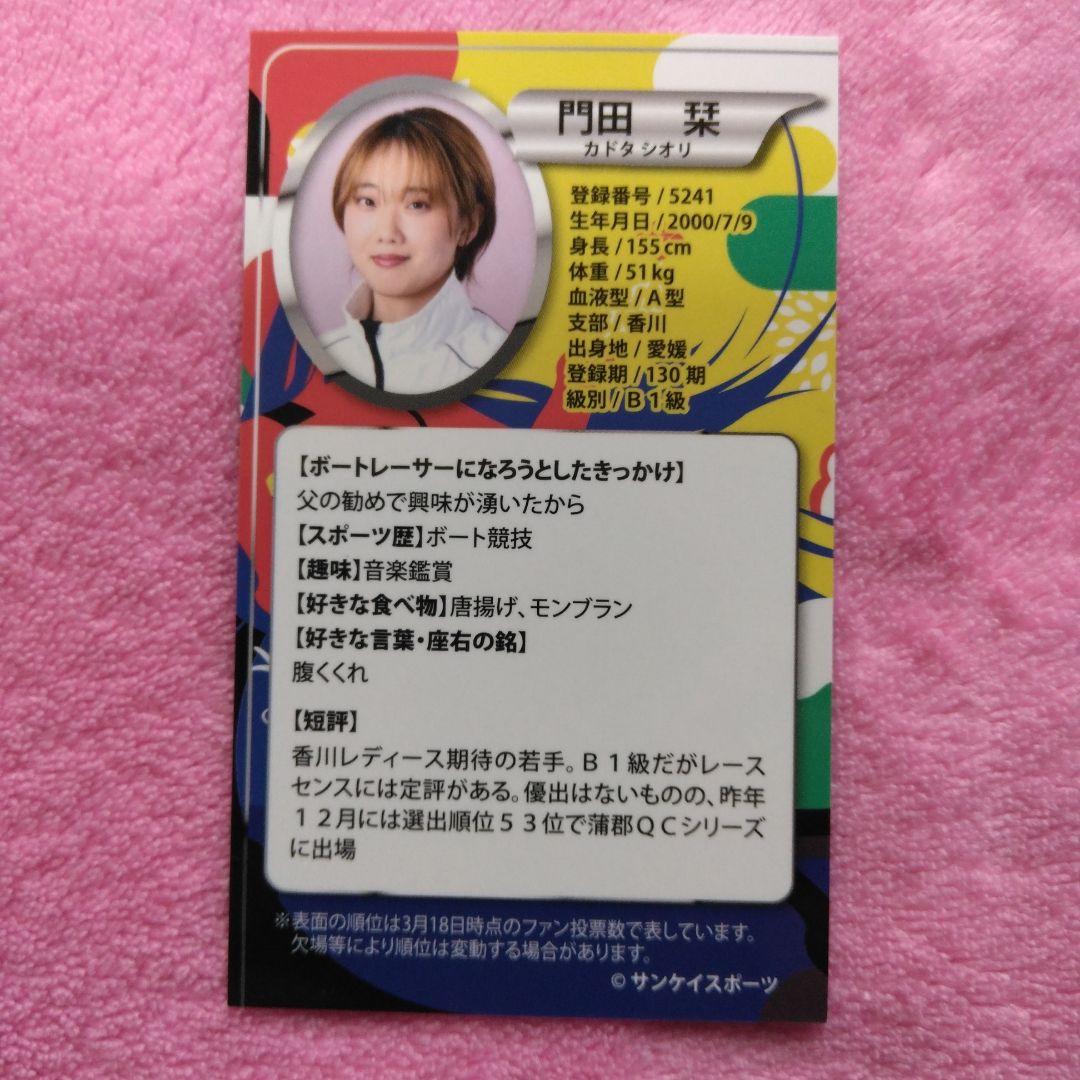 門田 栞
カドタ シオリ
登録番号 / 5241
生年月日 / 2000/7/9
身長 / 155cm
体重 / 51kg
血液型 / A型
支部 / 香川
出身地 / 愛媛
登録期 / 130期
級別 / B1級
【ボートレーサーになろうとしたきっかけ】
父の勧めで興味が湧いたから
【スポーツ歴】ボート競技
【趣味】音楽鑑賞
【好きな食べ物】唐揚げ、モンブラン
【好きな言葉・座右の銘】
腹くくれ
【短評】
香川レディース期待の若手。B1級だがレース
センスには定評がある。優出はないものの、昨年
12月には選出順位53位で蒲郡QCシリーズ
に出場
※表面の順位は3月18日時点のファン投票数で表しています。
欠場等により順位は変動する場合があります。
© サンケイスポーツ